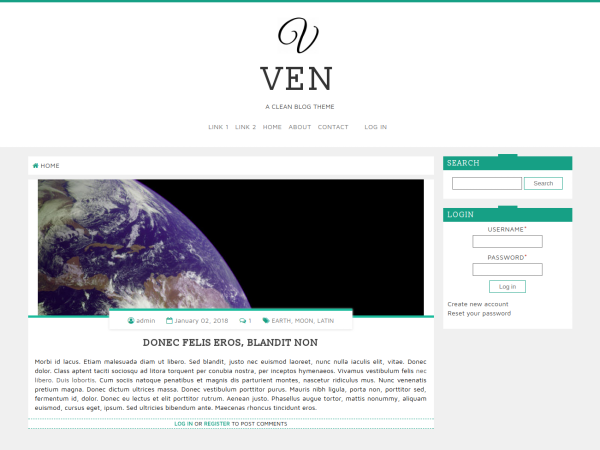 V
VEN
A CLEAN BLOG THEME
LINK 1 LINK 2 HOME ABOUT CONTACT LOG IN
HOME
admin January 02, 2018 1 EARTH, MOON, LATIN
DONEC FELIS EROS, BLANDIT NON
Morbi id lacus. Etiam malesuada diam ut libero. Sed blandit, justo nec euismod laoreet, nunc nulla iaculis elit, vitae. Donec
dolor. Class aptent taciti sociosqu ad litora torquent per conubia nostra, per inceptos hymenaeos. Vivamus vestibulum felis nec
libero. Duis lobortis. Cum sociis natoque penatibus et magnis dis parturient montes, nascetur ridiculus mus. Nunc venenatis
pretium magna. Donec dictum ultrices massa. Donec vestibulum porttitor purus. Mauris nibh ligula, porta non, porttitor sed,
fermentum id, dolor. Donec eu lectus et elit porttitor rutrum. Aenean justo. Phasellus augue tortor, mattis nonummy, aliquam
euismod, cursus eget, ipsum. Sed ultricies bibendum ante. Maecenas rhoncus tincidunt eros.
LOG IN OR REGISTER TO POST COMMENTS
SEARCH
Search
LOGIN
USERNAME*
PASSWORD*
Log in
Create new account
Reset your password